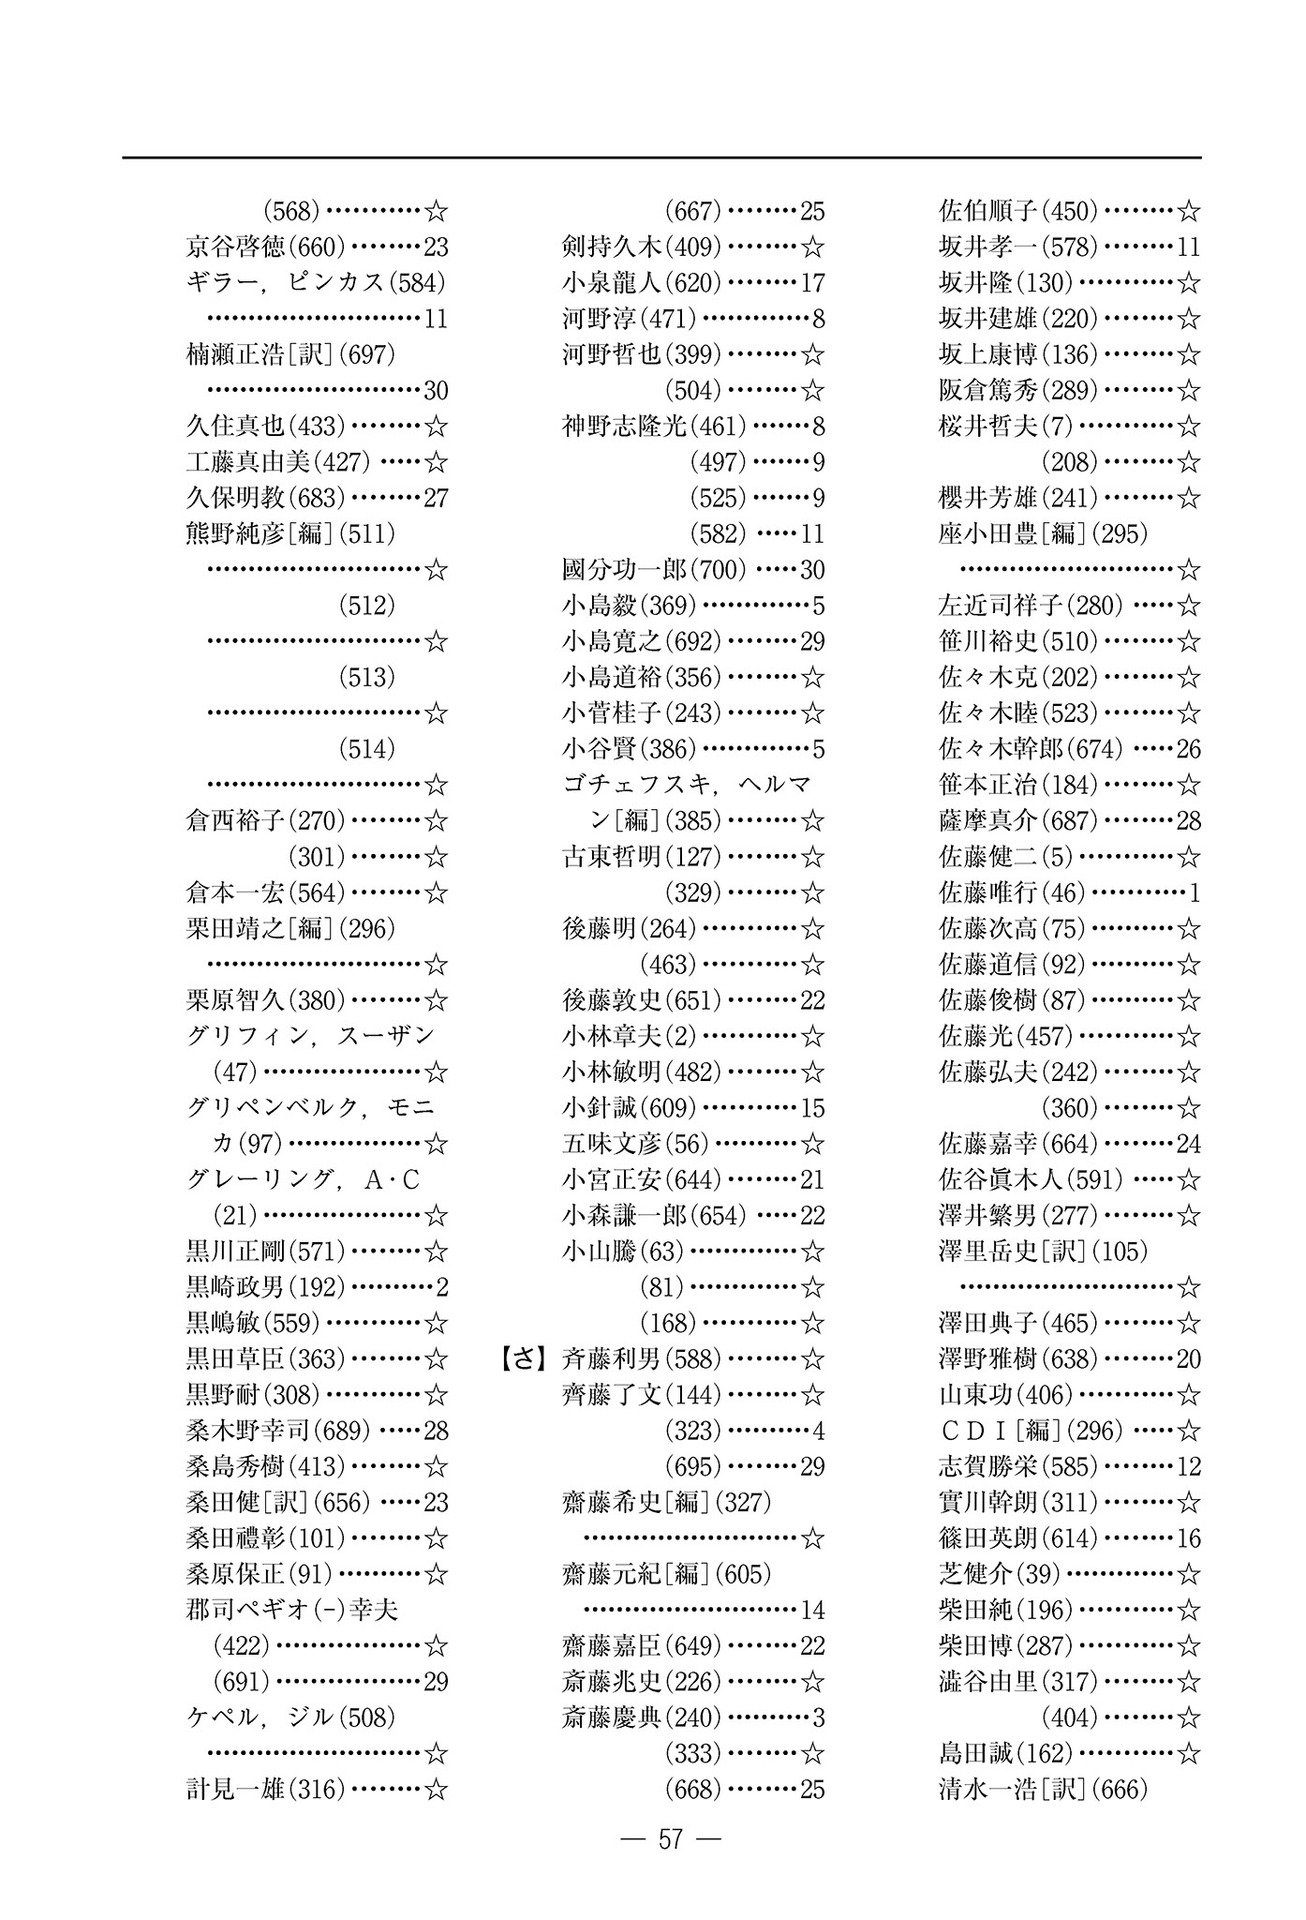 (568)…………☆
京谷啓徳(660)………23
ギラー，ピンカス(584)
………………………11
楠瀬正浩［訳］(697)
………………………30
久住真也(433)………☆
工藤真由美(427)……☆
久保明教(683)………27
熊野純彦［編］(511)
………………………☆
(512)
………………………☆
(513)
………………………☆
(514)
………………………☆
倉西裕子(270)………☆
(301)………☆
倉本一宏(564)………☆
栗田靖之［編］(296)
………………………☆
栗原智久(380)………☆
グリフィン，スーザン
(47)…………………☆
グリペンベルク，モニ
カ(97)………………☆
グレーリング，Ａ・Ｃ
(21)…………………☆
黒川正剛(571)………☆
黒崎政男(192)…………2
黒嶋敏(559)…………☆
黒田草臣(363)………☆
黒野耐(308)…………☆
桑木野幸司(689)……28
桑島秀樹(413)………☆
桑田健［訳］(656)……23
桑田禮彰(101)………☆
桑原保正(91)…………☆
郡司ペギオ(−)幸夫
(422)…………………☆
(691)…………………29
ケペル，ジル(508)
………………………☆
計見一雄(316)………☆
(667)………25
剣持久木(409)………☆
小泉龍人(620)………17
河野淳(471)……………8
河野哲也(399)………☆
(504)………☆
神野志隆光(461)………8
(497)………9
(525)………9
(582)……11
國分功一郎(700)……30
小島毅(369)……………5
小島寛之(692)………29
小島道裕(356)………☆
小菅桂子(243)………☆
小谷賢(386)……………5
ゴチェフスキ，ヘルマ
ン［編］(385)………☆
古東哲明(127)………☆
(329)………☆
後藤明(264)…………☆
(463)…………☆
後藤敦史(651)………22
小林章夫(2)…………☆
小林敏明(482)………☆
小針誠(609)…………15
五味文彦(56)…………☆
小宮正安(644)………21
小森謙一郎(654)……22
小山騰(63)……………☆
(81)……………☆
(168)…………☆
【さ】斉藤利男(588)………☆
齊藤了文(144)………☆
(323)…………4
(695)………29
齋藤希史［編］(327)
………………………☆
齋藤元紀［編］(605)
………………………14
齋藤嘉臣(649)………22
斎藤兆史(226)………☆
斎藤慶典(240)…………3
(333)………☆
(668)………25
佐伯順子(450)………☆
坂井孝一(578)………11
坂井隆(130)…………☆
坂井建雄(220)………☆
坂上康博(136)………☆
阪倉篤秀(289)………☆
桜井哲夫(7)…………☆
(208)………☆
櫻井芳雄(241)………☆
座小田豊［編］(295)
………………………☆
左近司祥子(280)……☆
笹川裕史(510)………☆
佐々木克(202)………☆
佐々木睦(523)………☆
佐々木幹郎(674)……26
笹本正治(184)………☆
薩摩真介(687)………28
佐藤健二(5)…………☆
佐藤唯行(46)…………1
佐藤次高(75)…………☆
佐藤道信(92)…………☆
佐藤俊樹(87)…………☆
佐藤光(457)…………☆
佐藤弘夫(242)………☆
(360)………☆
佐藤嘉幸(664)………24
佐谷眞木人(591)……☆
澤井繁男(277)………☆
澤里岳史［訳］(105)
………………………☆
澤田典子(465)………☆
澤野雅樹(638)………20
山東功(406)…………☆
ＣＤＩ［編］(296)……☆
志賀勝栄(585)………12
實川幹朗(311)………☆
篠田英朗(614)………16
芝健介(39)……………☆
柴田純(196)…………☆
柴田博(287)…………☆
澁谷由里(317)………☆
(404)………☆
島田誠(162)…………☆
清水一浩［訳］(666)
― 57 ―